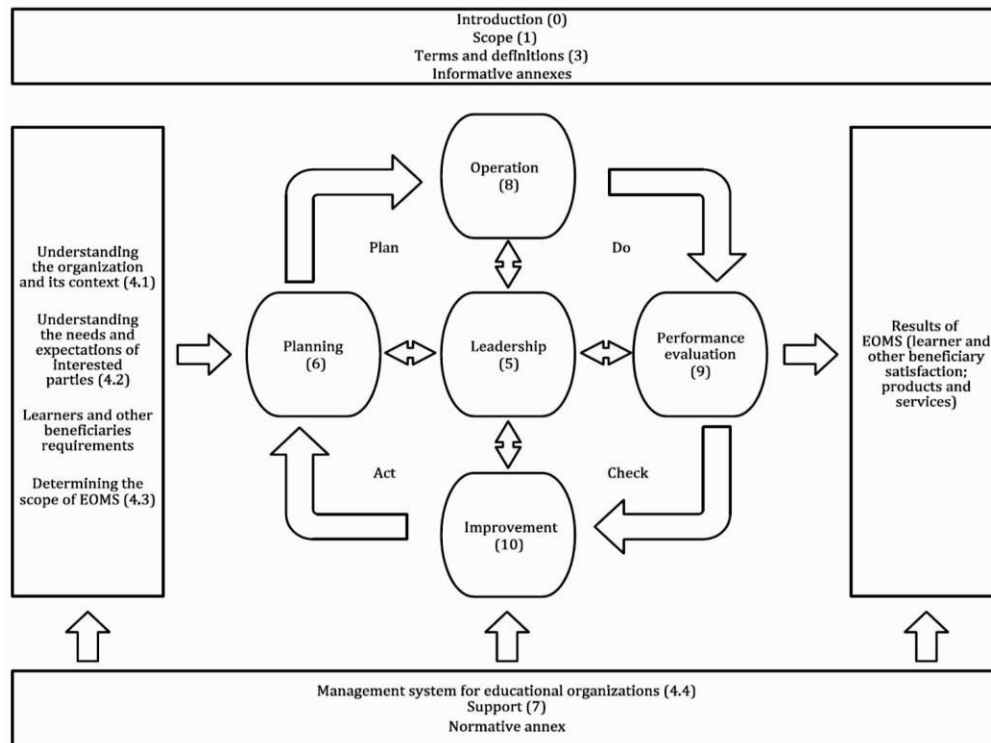 Introduction (0)
Scope (1)
Terms and definitions (3)
Informative annexes
Understanding
the organization
and its context (4.1)
Understanding
the needs and
expectations of
interested
parties (4.2)
Learners and other
beneficiaries
requirements
Determining the
scope of EOMS (4.3)
Operation
(8)
Plan
Do
Planning
(6)
Leadership
(5)
Performance
evaluation
(9)
Act
Check
Improvement
(10)
Results of
EOMS (learner and
other beneficiary
satisfaction;
products and
services)
Management system for educational organizations (4.4)
Support (7)
Normative annex